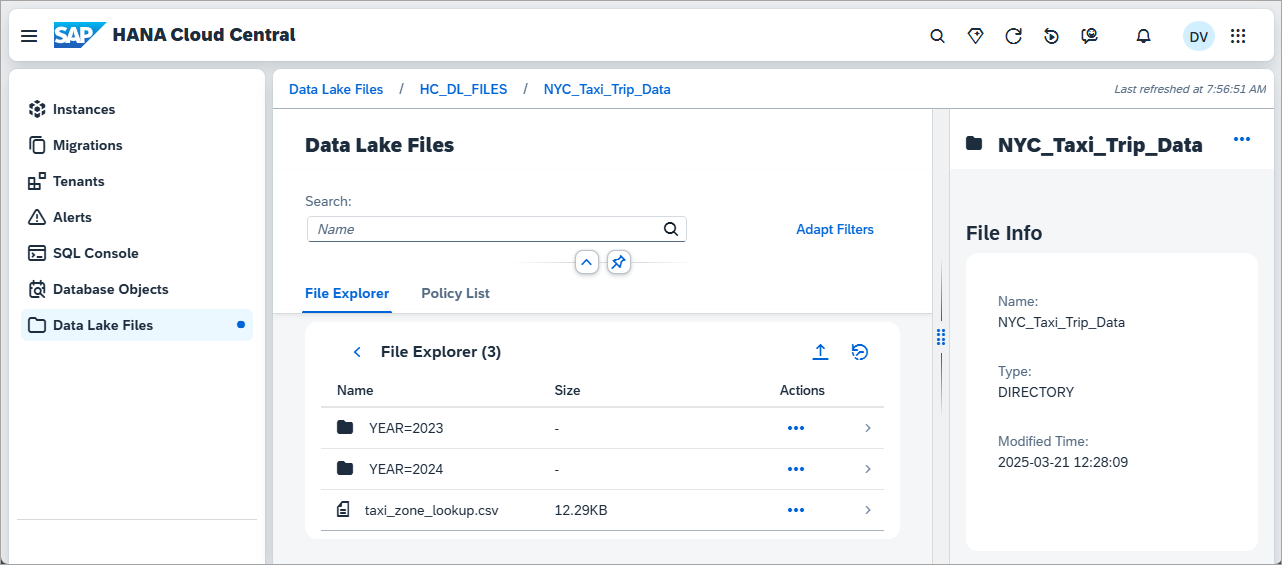 SAP HANA Cloud Central
DV
Instances
Migrations
Tenants
Alerts
SQL Console
Database Objects
Data Lake Files
Data Lake Files / HC_DL_FILES / NYC_Taxi_Trip_Data
Last refreshed at 7:56:51 AM
Data Lake Files
Search:
Name
Adapt Filters
File Explorer Policy List
File Explorer (3)
Name Size Actions
YEAR=2023 -
YEAR=2024 -
taxi_zone_lookup.csv 12.29KB
NYC_Taxi_Trip_Data
File Info
Name:
NYC_Taxi_Trip_Data
Type:
DIRECTORY
Modified Time:
2025-03-21 12:28:09